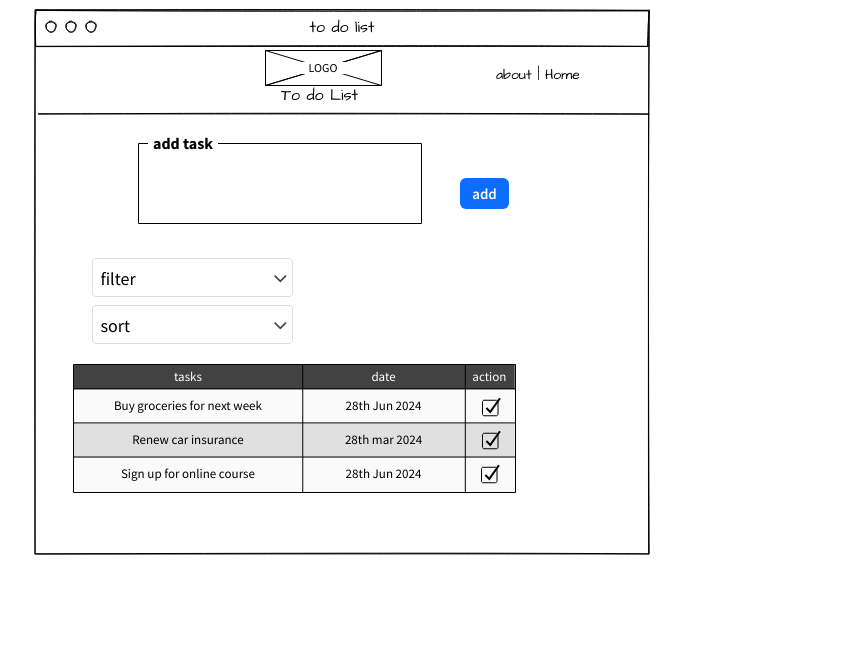 to do list
LOGO
To do List
about | Home
add task
add
filter
sort
tasks date action
Buy groceries for next week 28th Jun 2024
Renew car insurance 28th mar 2024
Sign up for online course 28th Jun 2024